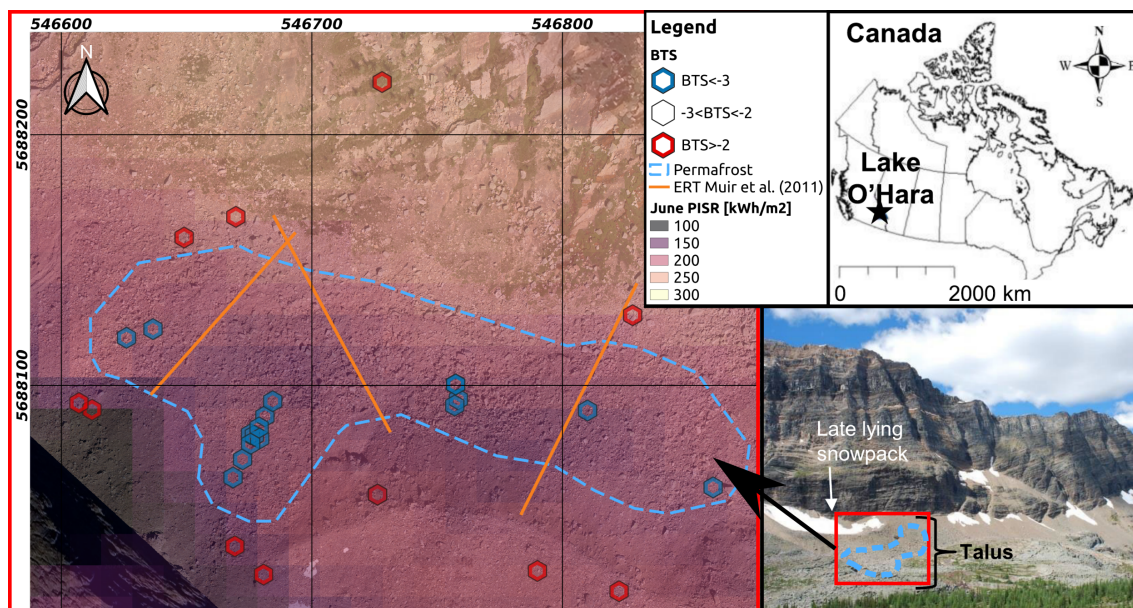 546600
546700
546800
N
5688200
5688100
Legend
BTS
BTS<-3
-3<BTS<-2
BTS>-2
Permafrost
ERT Muir et al. (2011)
June PISR [kWh/m2]
100
150
200
250
300
Canada
N
W
E
S
Lake
O'Hara
0
2000 km
Late lying
snowpack
Talus